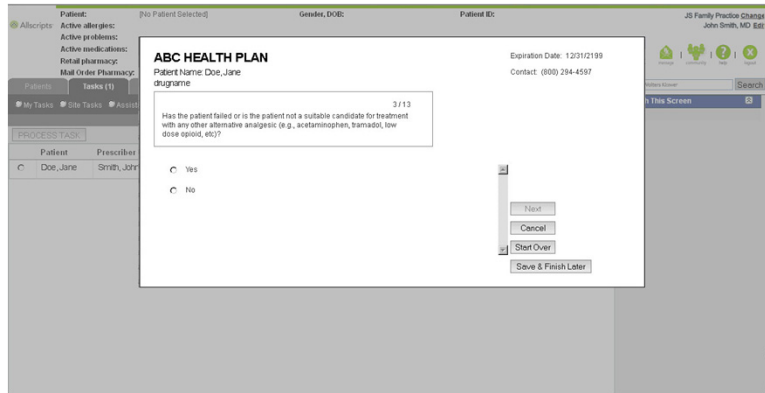 Patient: [No Patient Selected] Gender, DOB: Patient ID: JS Family Practice Change
Allscripts Active allergies: John Smith, MD Edit
Active problems:
Active medications:
Retail pharmacy:
Mail Order Pharmacy:
Patients Tasks (1) Search
My Tasks Site Tasks Assist h This Screen
PROCESS TASK
Patient Prescriber
Doe, Jane Smith, John
ABC HEALTH PLAN Expiration Date: 12/31/2199
Patient Name: Doe, Jane Contact: (800) 294-4597
drugname
3 / 13
Has the patient failed or is the patient not a suitable candidate for treatment
with any other alternative analgesic (e.g., acetaminophen, tramadol, low
dose opioid, etc)?
Yes
No
Next
Cancel
Start Over
Save & Finish Later